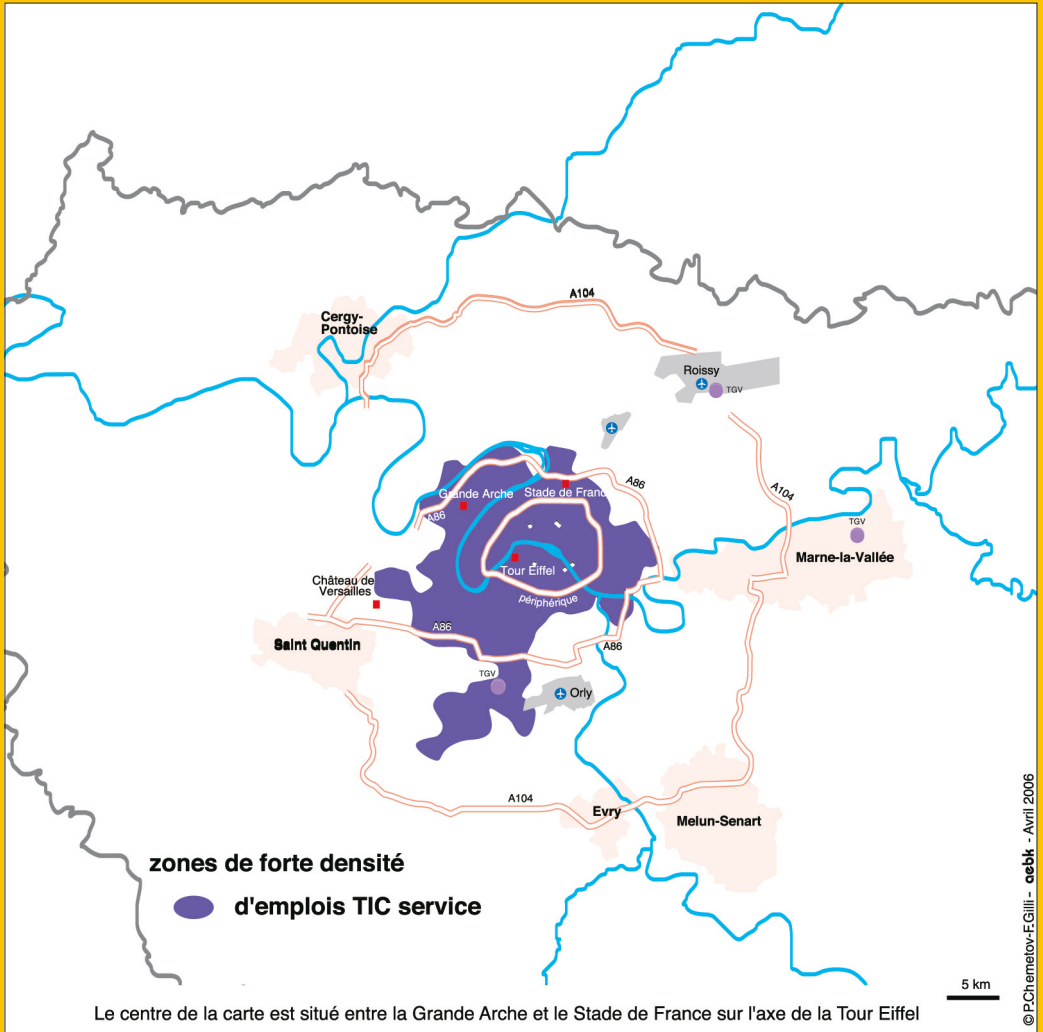 A104
Cergy-
Pontoise
Roissy
TGV
A86
Grande Arche
Stade de Franc
A86
A104
TGV
Marne-la-Vallée
Tour Eiffel
Château de
Versailles
périphérique
A86
Saint Quentin
A86
TGV
Orly
A104
Evry
Melun-Senart
zones de forte densité
d'emplois TIC service
5 km
Le centre de la carte est situé entre la Grande Arche et le Stade de France sur l'axe de la Tour Eiffel
©P.Chemetov-F.Gilli - acbk - Avril 2006